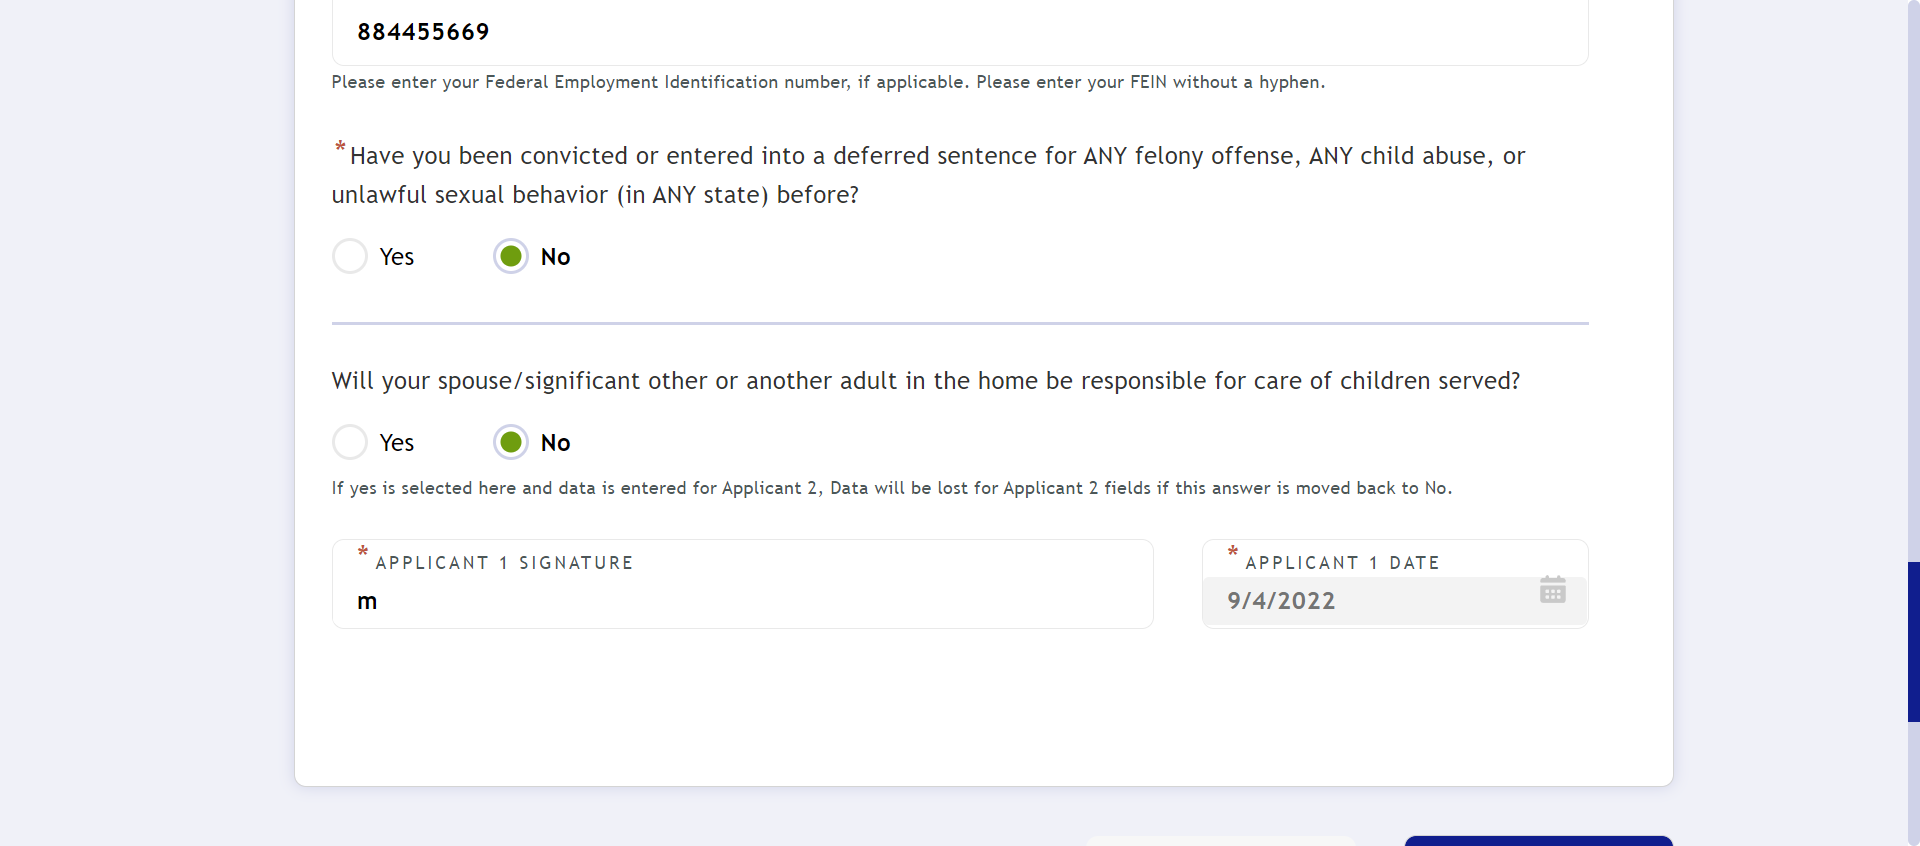 884455669
Please enter your Federal Employment Identification number, if applicable. Please enter your FEIN without a hyphen.
*Have you been convicted or entered into a deferred sentence for ANY felony offense, ANY child abuse, or
unlawful sexual behavior (in ANY state) before?
Yes No
Will your spouse/significant other or another adult in the home be responsible for care of children served?
Yes No
If yes is selected here and data is entered for Applicant 2, Data will be lost for Applicant 2 fields if this answer is moved back to No.
*APPLICANT 1 SIGNATURE
m
*APPLICANT 1 DATE
9/4/2022